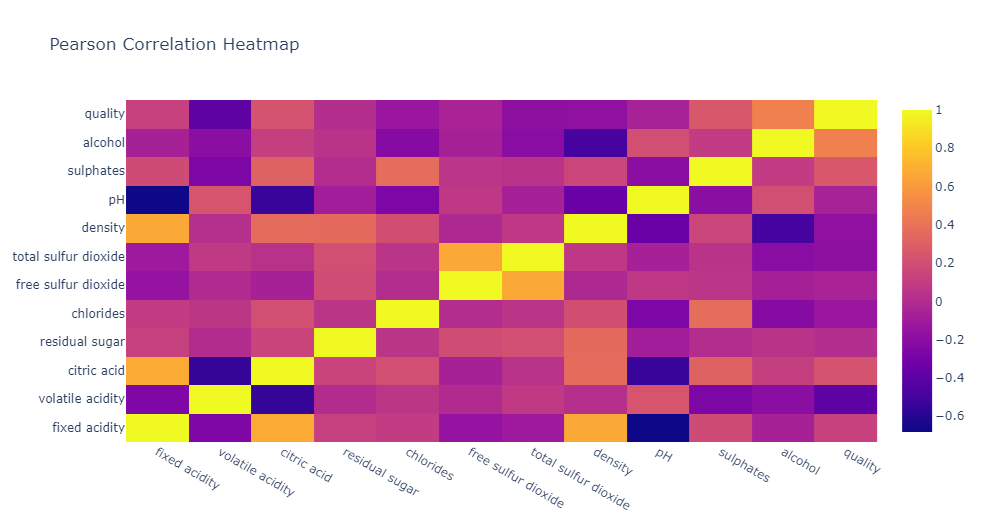 Pearson Correlation Heatmap
quality
alcohol
sulphates
pH
density
total sulfur dioxide
free sulfur dioxide
chlorides
residual sugar
citric acid
volatile acidity
fixed acidity
fixed acidity
volatile acidity
citric acid
residual sugar
chlorides
free sulfur dioxide
total sulfur dioxide
density
pH
sulphates
alcohol
quality
1
0.8
0.6
0.4
0.2
0
−0.2
−0.4
−0.6